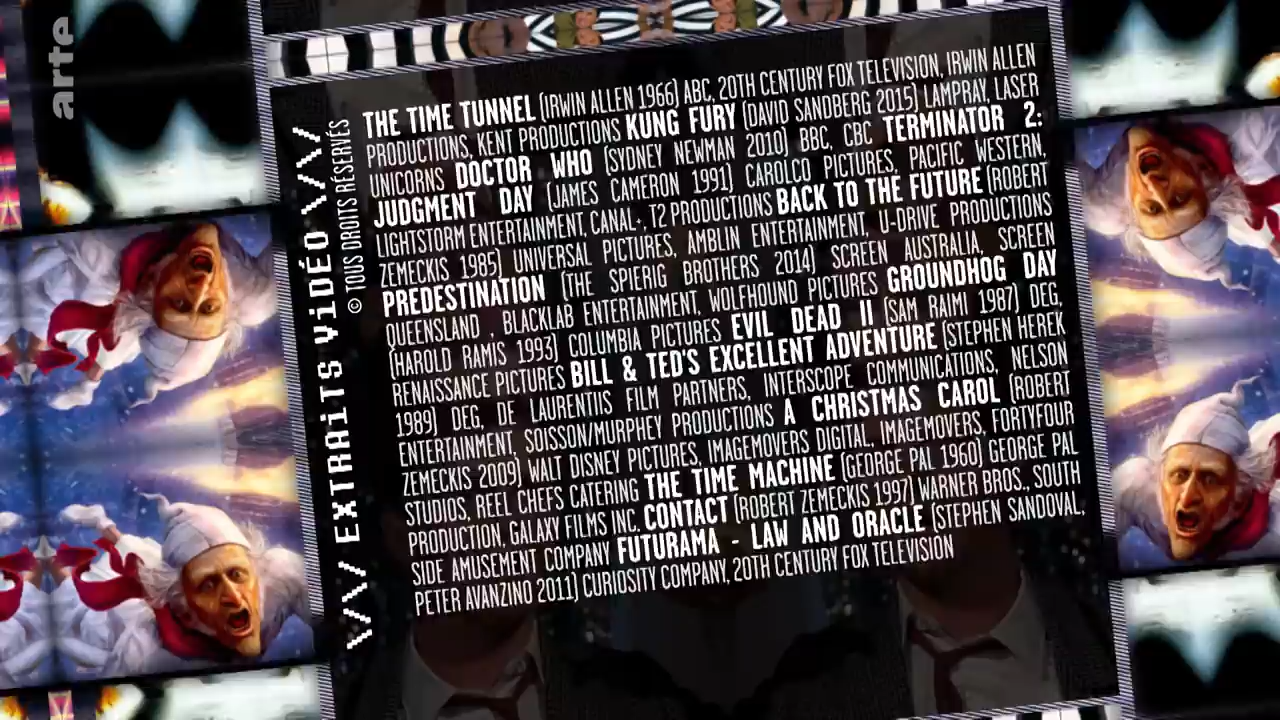 arte
\/\/ EXTRAiTS ViDÉO \/\/
© TOUS DROITS RÉSERVÉS
THE TIME TUNNEL (IRWIN ALLEN 1966) ABC, 20TH CENTURY FOX TELEVISION, IRWIN ALLEN
PRODUCTIONS, KENT PRODUCTIONS KUNG FURY (DAVID SANDBERG 2015) LAMPRAY, LASER
UNICORNS DOCTOR WHO (SYDNEY NEWMAN 2010) BBC, CBC TERMINATOR 2:
JUDGMENT DAY (JAMES CAMERON 1991) CAROLCO PICTURES, PACIFIC WESTERN,
LIGHTSTORM ENTERTAINMENT, CANAL+, T2 PRODUCTIONS BACK TO THE FUTURE (ROBERT
ZEMECKIS 1985) UNIVERSAL PICTURES, AMBLIN ENTERTAINMENT, U-DRIVE PRODUCTIONS
PREDESTINATION (THE SPIERIG BROTHERS 2014) SCREEN AUSTRALIA, SCREEN
QUEENSLAND , BLACKLAB ENTERTAINMENT, WOLFHOUND PICTURES GROUNDHOG DAY
(HAROLD RAMIS 1993) COLUMBIA PICTURES EVIL DEAD II (SAM RAIMI 1987) DEG,
RENAISSANCE PICTURES BILL & TED'S EXCELLENT ADVENTURE (STEPHEN HEREK
1989) DEG, DE LAURENTIIS FILM PARTNERS, INTERSCOPE COMMUNICATIONS, NELSON
ENTERTAINMENT, SOISSON/MURPHEY PRODUCTIONS A CHRISTMAS CAROL (ROBERT
ZEMECKIS 2009) WALT DISNEY PICTURES, IMAGEMOVERS DIGITAL, IMAGEMOVERS, FORTYFOUR
STUDIOS, REEL CHEFS CATERING THE TIME MACHINE (GEORGE PAL 1960) GEORGE PAL
PRODUCTION, GALAXY FILMS INC. CONTACT (ROBERT ZEMECKIS 1997) WARNER BROS., SOUTH
SIDE AMUSEMENT COMPANY FUTURAMA - LAW AND ORACLE (STEPHEN SANDOVAL,
PETER AVANZINO 2011) CURIOSITY COMPANY, 20TH CENTURY FOX TELEVISION